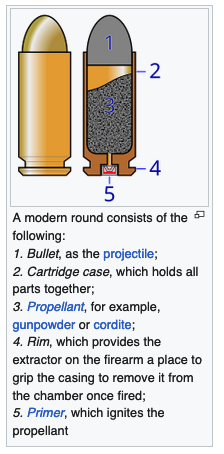 1
2
3
4
5
A modern round consists of the
following:
1. Bullet, as the projectile;
2. Cartridge case, which holds all
parts together;
3. Propellant, for example,
gunpowder or cordite;
4. Rim, which provides the
extractor on the firearm a place to
grip the casing to remove it from
the chamber once fired;
5. Primer, which ignites the
propellant